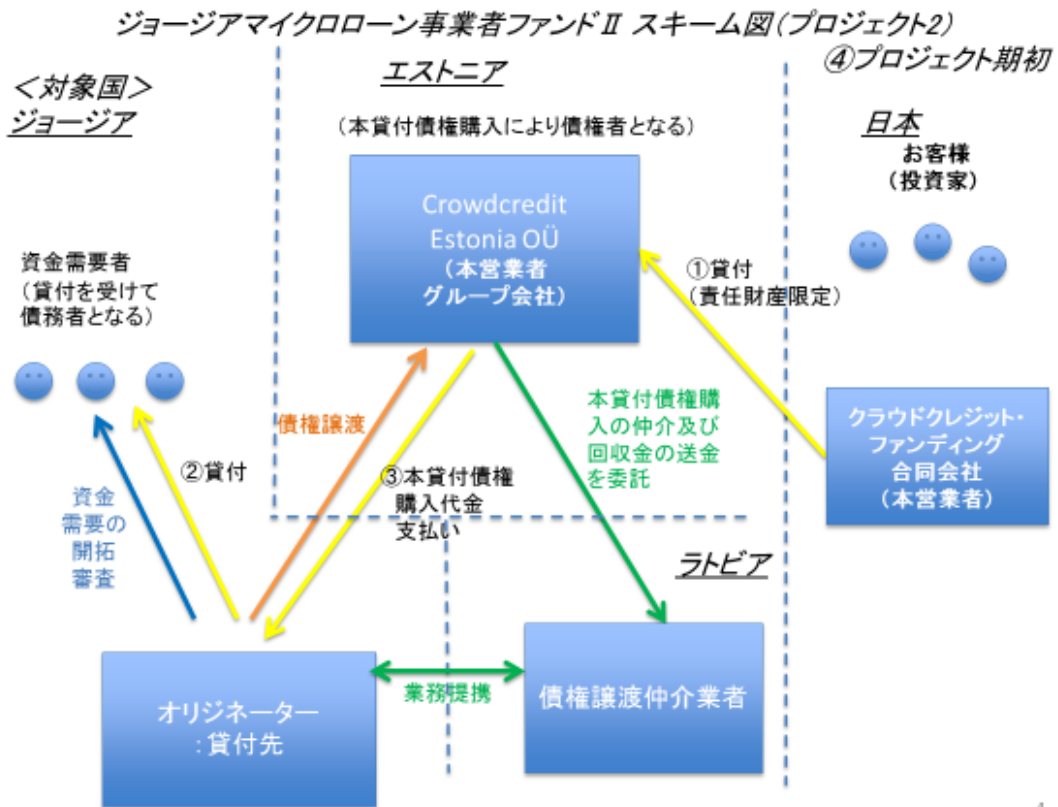 ジョージアマイクロローン事業者ファンドⅡ スキーム図(プロジェクト2)
④プロジェクト期初
<対象国>
ジョージア
エストニア
日本
(本貸付債権購入により債権者となる)
お客様
(投資家)
Crowdcredit
Estonia OÜ
(本営業者
グループ会社)
①貸付
(責任財産限定)
資金需要者
(貸付を受けて
債務者となる)
債権譲渡
本貸付債権購
入の仲介及び
回収金の送金
を委託
クラウドクレジット・
ファンディング
合同会社
(本営業者)
②貸付
③本貸付債権
購入代金
支払い
資金
需要の
開拓
審査
ラトビア
オリジネーター
:貸付先
業務提携
債権譲渡仲介業者